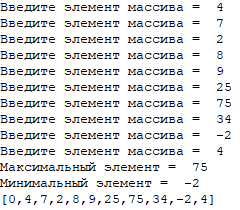 Введите элемент массива =  4
Введите элемент массива =  7
Введите элемент массива =  2
Введите элемент массива =  8
Введите элемент массива =  9
Введите элемент массива =  25
Введите элемент массива =  75
Введите элемент массива =  34
Введите элемент массива =  -2
Введите элемент массива =  4
Максимальный элемент =  75
Минимальный элемент =  -2
[0,4,7,2,8,9,25,75,34,-2,4]